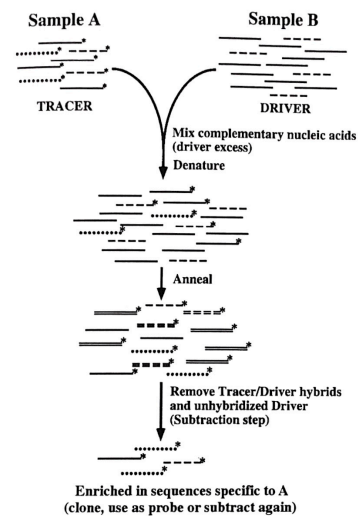 Sample A
Sample B
TRACER
DRIVER
Mix complementary nucleic acids
(driver excess)
Denature
Anneal
Remove Tracer/Driver hybrids
and unhybridized Driver
(Subtraction step)
Enriched in sequences specific to A
(clone, use as probe or subtract again)